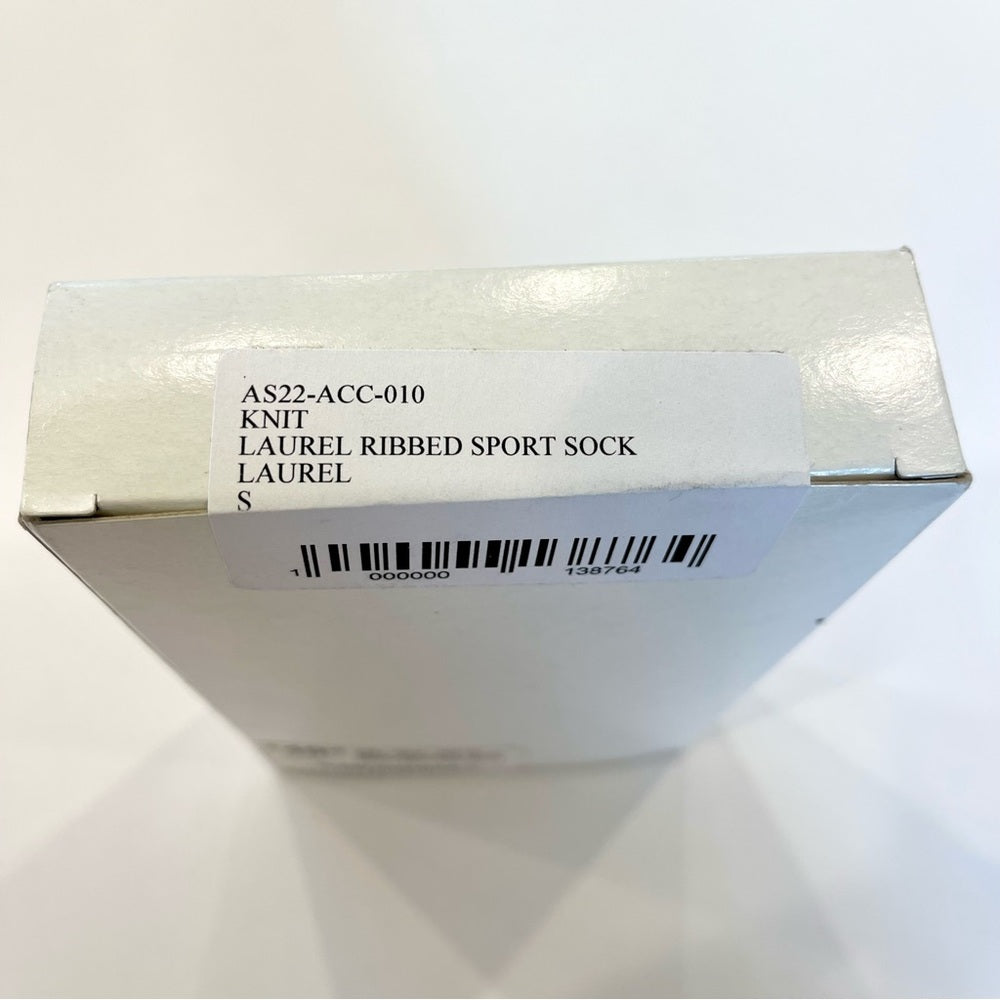 AS22-ACC-010
KNIT
LAUREL RIBBED SPORT SOCK
LAUREL
S
1 000000 138764